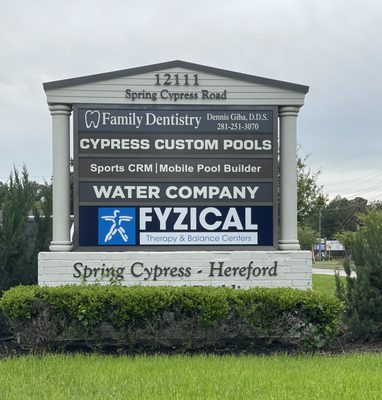 12111
Spring Cypress Road
Family Dentistry Dennis Giba, D.D.S.
281-251-3070
CYPRESS CUSTOM POOLS
Sports CRM | Mobile Pool Builder
WATER COMPANY
FYZICAL
Therapy & Balance Centers
Spring Cypress - Hereford